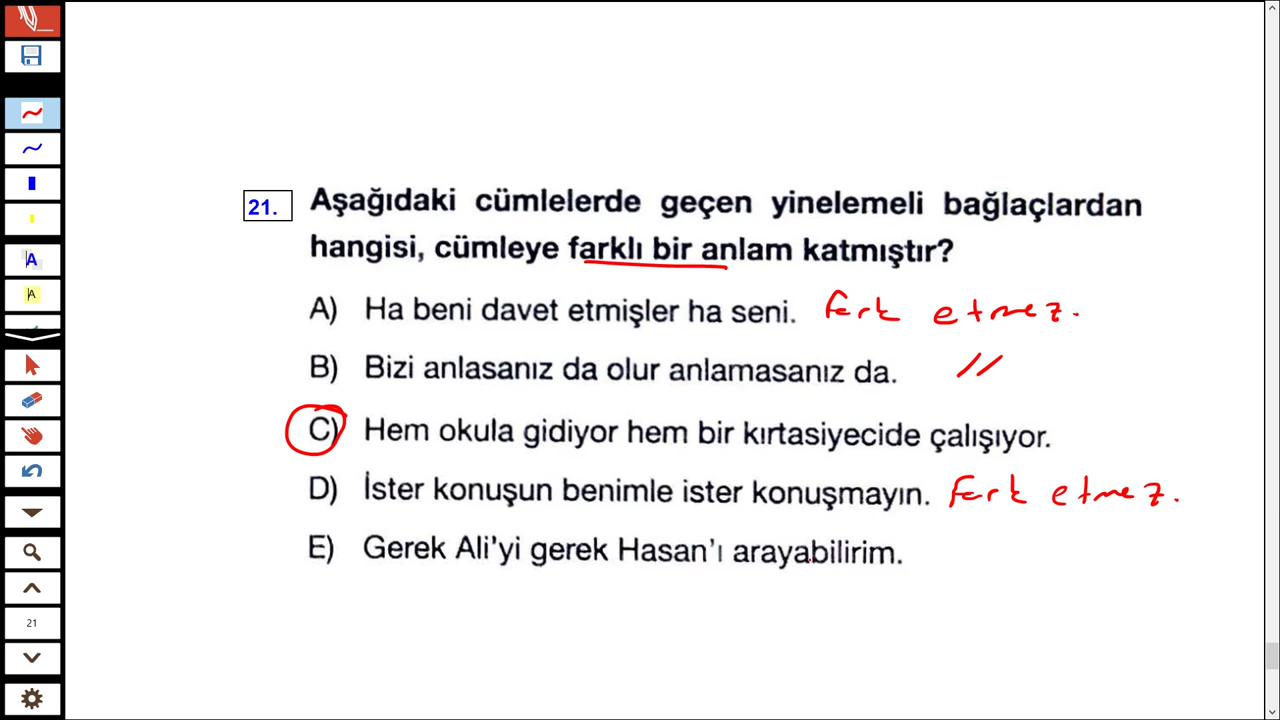 21. Aşağıdaki cümlelerde geçen yinelemeli bağlaçlardan
hangisi, cümleye farklı bir anlam katmıştır?
A) Ha beni davet etmişler ha seni. fark etmez.
B) Bizi anlasanız da olur anlamasanız da. //
C) Hem okula gidiyor hem bir kırtasiyecide çalışıyor.
D) İster konuşun benimle ister konuşmayın. fark etmez.
E) Gerek Ali'yi gerek Hasan'ı arayabilirim.
A
A
21